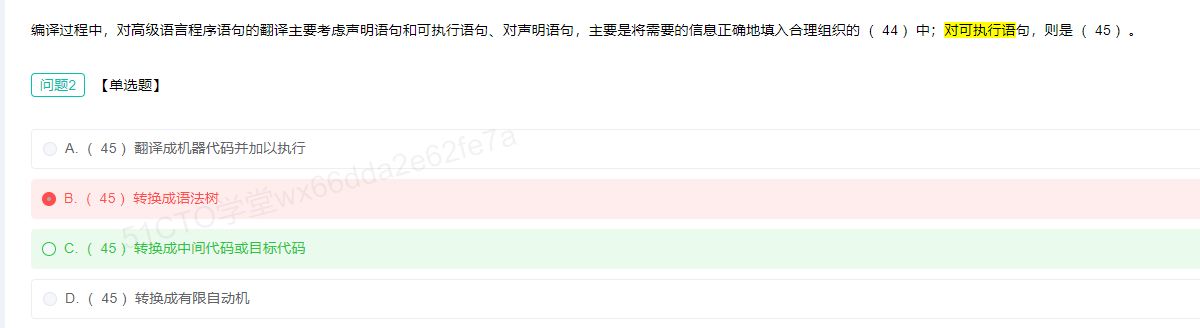 编译过程中，对高级语言程序语句的翻译主要考虑声明语句和可执行语句、对声明语句，主要是将需要的信息正确地填入合理组织的（ 44 ）中；对可执行语句，则是（ 45 ）。
问题2 【单选题】
A.（ 45 ）翻译成机器代码并加以执行
B.（ 45 ）转换成语法树
C.（ 45 ）转换成中间代码或目标代码
D.（ 45 ）转换成有限自动机
51CTO学堂wx66dda2e62fe7a